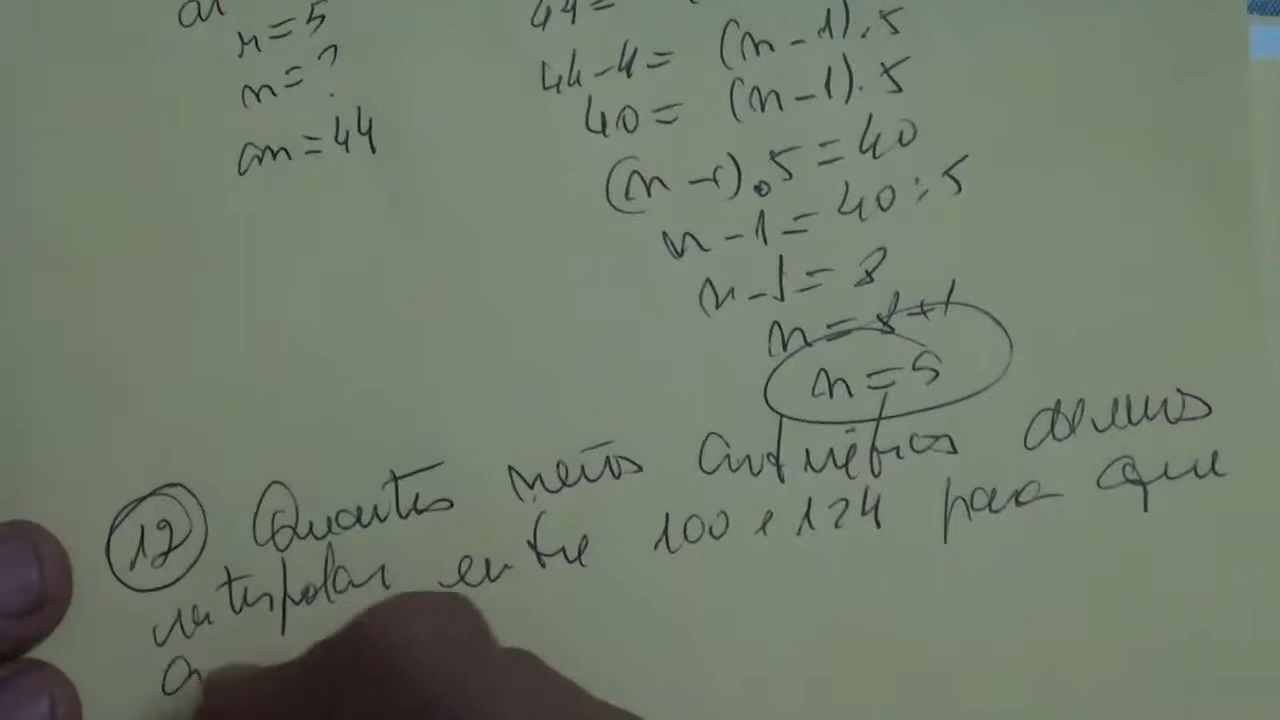 r=5
n=?
an=44
44=
44-4=(n-1).5
40=(n-1).5
(n-1).5=40
n-1=40:5
n-1=8
n=8+1
n=9
12 Quantos meios aritméticos devemos
interpolar entre 100 e 124 para que
a